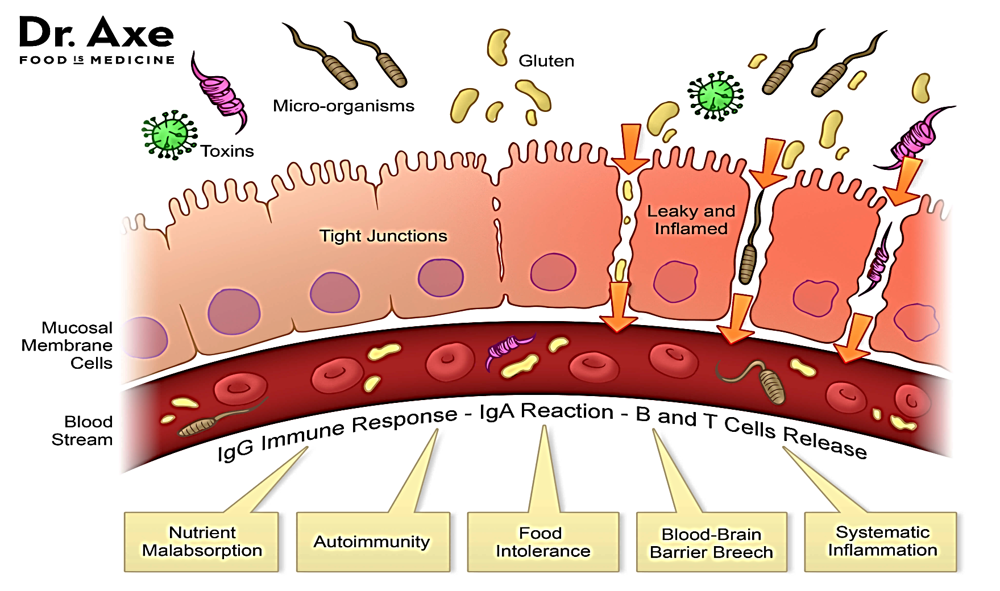 Dr. Axe
FOOD IS MEDICINE
Gluten
Micro-organisms
Toxins
Leaky and
Inflamed
Tight Junctions
Mucosal
Membrane
Cells
Blood
Stream
IgG Immune Response - IgA Reaction - B and T Cells Release
Nutrient
Malabsorption
Autoimmunity
Food
Intolerance
Blood-Brain
Barrier Breech
Systematic
Inflammation